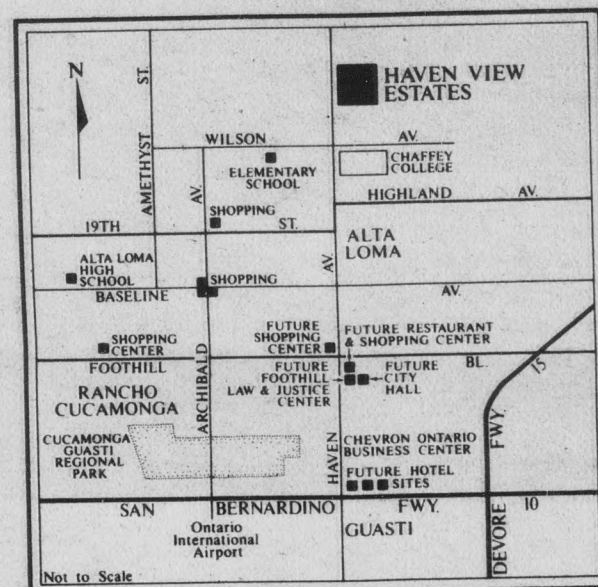 N
AMETHYST ST.
HAVEN VIEW
ESTATES
WILSON AV.
ELEMENTARY
SCHOOL
CHAFFEY
COLLEGE
HIGHLAND AV.
AV.
SHOPPING
19TH ST.
ALTA
LOMA
ALTA LOMA
HIGH
SCHOOL
SHOPPING
AV.
BASELINE AV.
SHOPPING
CENTER
FUTURE
SHOPPING
CENTER
FUTURE RESTAURANT
& SHOPPING CENTER
FOOTHILL BL.
15
ARCHIBALD
FUTURE
FOOTHILL
LAW & JUSTICE
CENTER
FUTURE
CITY
HALL
RANCHO
CUCAMONGA
CUCAMONGA
GUASTI
REGIONAL
PARK
HAVEN
CHEVRON ONTARIO
BUSINESS CENTER
FUTURE HOTEL
SITES
DEVORE FWY.
SAN BERNARDINO FWY. 10
Ontario
International
Airport
GUASTI
Not to Scale